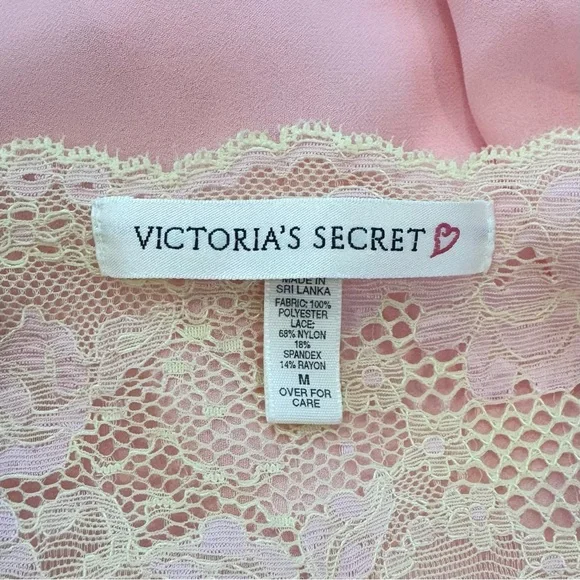 VICTORIA'S SECRET
MADE IN
SRI LANKA
FABRIC: 100%
POLYESTER
LACE:
68% NYLON
18%
SPANDEX
14% RAYON
M
OVER FOR
CARE